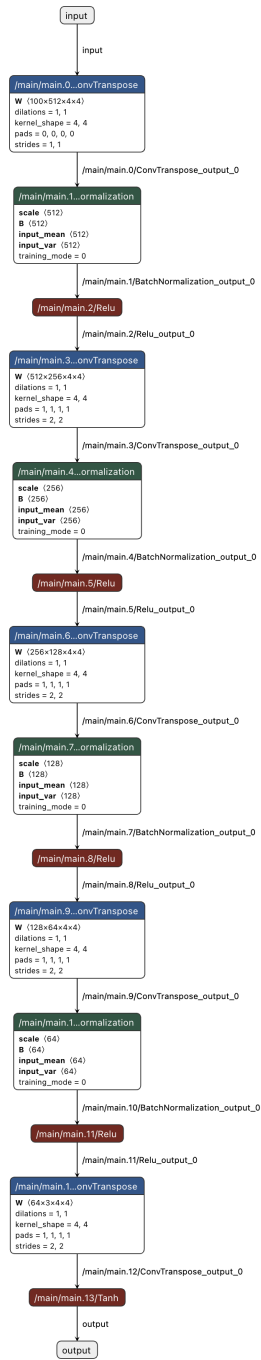 input
input
/main/main.0...onvTranspose
W ⟨100×512×4×4⟩
dilations = 1, 1
kernel_shape = 4, 4
pads = 0, 0, 0, 0
strides = 1, 1
/main/main.0/ConvTranspose_output_0
/main/main.1...ormalization
scale ⟨512⟩
B ⟨512⟩
input_mean ⟨512⟩
input_var ⟨512⟩
training_mode = 0
/main/main.1/BatchNormalization_output_0
/main/main.2/Relu
/main/main.2/Relu_output_0
/main/main.3...onvTranspose
W ⟨512×256×4×4⟩
dilations = 1, 1
kernel_shape = 4, 4
pads = 1, 1, 1, 1
strides = 2, 2
/main/main.3/ConvTranspose_output_0
/main/main.4...ormalization
scale ⟨256⟩
B ⟨256⟩
input_mean ⟨256⟩
input_var ⟨256⟩
training_mode = 0
/main/main.4/BatchNormalization_output_0
/main/main.5/Relu
/main/main.5/Relu_output_0
/main/main.6...onvTranspose
W ⟨256×128×4×4⟩
dilations = 1, 1
kernel_shape = 4, 4
pads = 1, 1, 1, 1
strides = 2, 2
/main/main.6/ConvTranspose_output_0
/main/main.7...ormalization
scale ⟨128⟩
B ⟨128⟩
input_mean ⟨128⟩
input_var ⟨128⟩
training_mode = 0
/main/main.7/BatchNormalization_output_0
/main/main.8/Relu
/main/main.8/Relu_output_0
/main/main.9...onvTranspose
W ⟨128×64×4×4⟩
dilations = 1, 1
kernel_shape = 4, 4
pads = 1, 1, 1, 1
strides = 2, 2
/main/main.9/ConvTranspose_output_0
/main/main.1...ormalization
scale ⟨64⟩
B ⟨64⟩
input_mean ⟨64⟩
input_var ⟨64⟩
training_mode = 0
/main/main.10/BatchNormalization_output_0
/main/main.11/Relu
/main/main.11/Relu_output_0
/main/main.1...onvTranspose
W ⟨64×3×4×4⟩
dilations = 1, 1
kernel_shape = 4, 4
pads = 1, 1, 1, 1
strides = 2, 2
/main/main.12/ConvTranspose_output_0
/main/main.13/Tanh
output
output